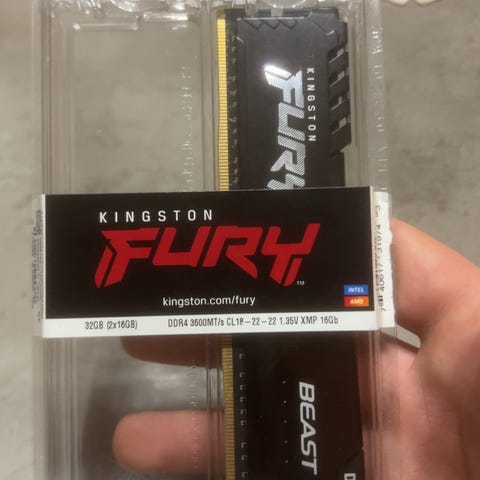 KINGSTON
FURY
KINGSTON
FURY™
kingston.com/fury
INTEL
AMD
32GB (2x16GB) DDR4 3600MT/s CL18-22-22 1.35V XMP 16Gb
BEAST